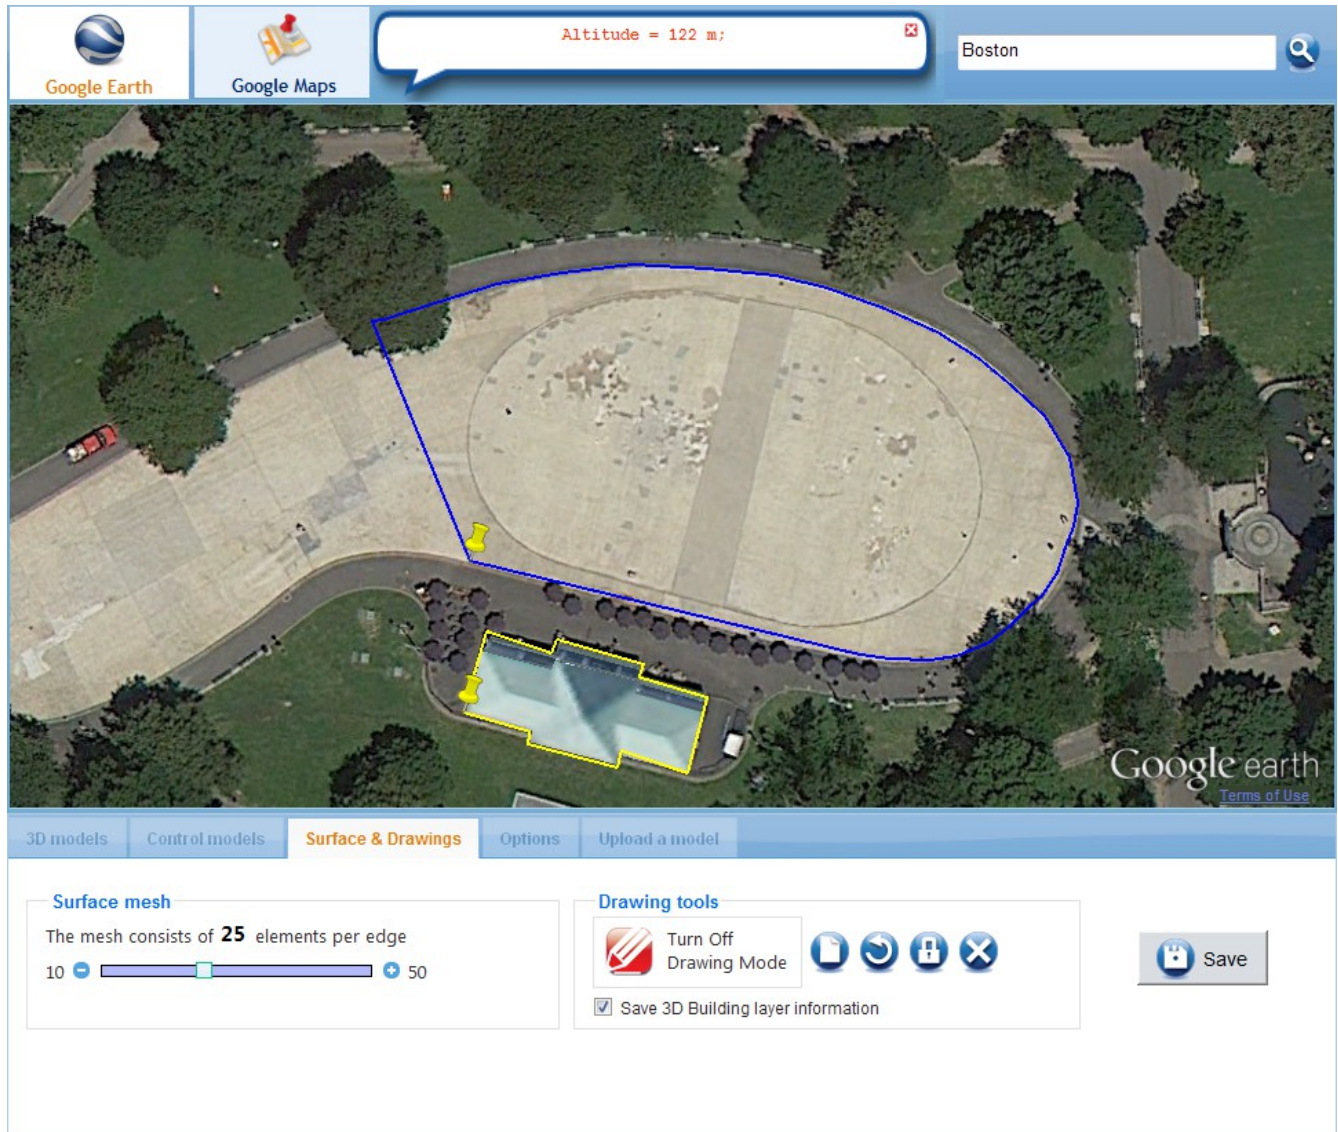 Google Earth
Google Maps
Altitude = 122 m;
Boston
Google earth
Terms of Use
3D models
Control models
Surface & Drawings
Options
Upload a model
Surface mesh
The mesh consists of 25 elements per edge
10
50
Drawing tools
Turn Off
Drawing Mode
Save 3D Building layer information
Save